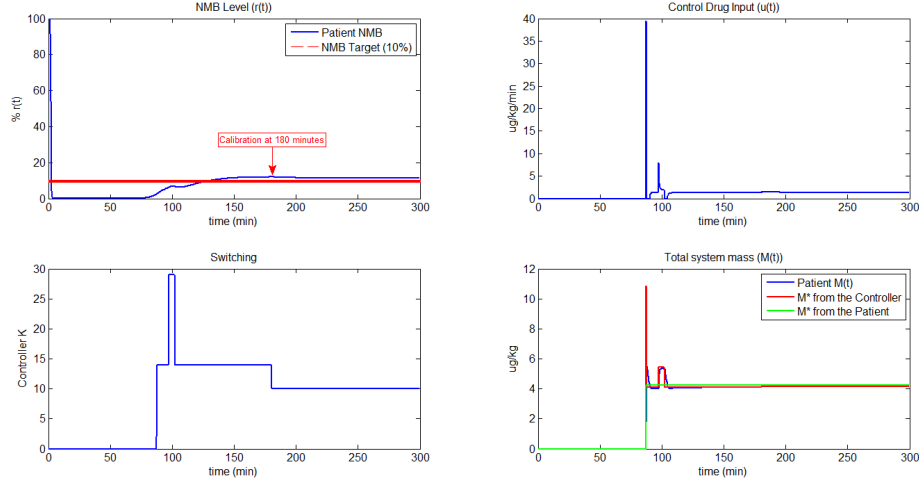 NMB Level (r(t))
100
80
60
40
20
0
% r(t)
Patient NMB
NMB Target (10%)
Calibration at 180 minutes
0 50 100 150 200 250 300
time (min)
Control Drug Input (u(t))
40
35
30
25
20
15
10
5
0
ug/kg/min
0 50 100 150 200 250 300
time (min)
Switching
30
25
20
15
10
5
0
Controller K
0 50 100 150 200 250 300
time (min)
Total system mass (M(t))
12
10
8
6
4
2
0
ug/kg
Patient M(t)
M* from the Controller
M* from the Patient
0 50 100 150 200 250 300
time (min)